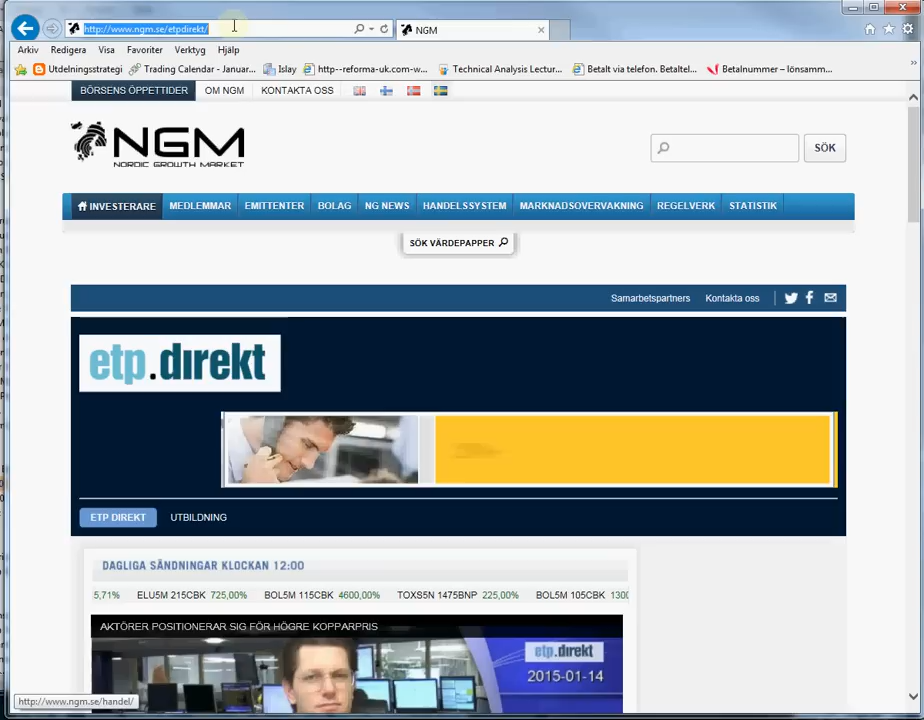 http://www.ngm.se/etpdirekt/
NGM
Arkiv Redigera Visa Favoriter Verktyg Hjälp
Utdelningsstrategi Trading Calendar - Januar... Islay http--reforma-uk.com-w... Technical Analysis Lectur... Betalt via telefon. Betaltel... Betalnummer – lönsamm...
BÖRSENS ÖPPETTIDER OM NGM KONTAKTA OSS
NGM
NORDIC GROWTH MARKET
SÖK
INVESTERARE MEDLEMMAR EMITTENTER BOLAG NG NEWS HANDELSSYSTEM MARKNADSÖVERVAKNING REGELVERK STATISTIK
SÖK VÄRDEPAPPER
Samarbetspartners Kontakta oss
etp.dırekt
ETP DIREKT UTBILDNING
DAGLIGA SÄNDNINGAR KLOCKAN 12:00
5,71% ELU5M 215CBK 725,00% BOL5M 115CBK 4600,00% TOXS5N 1475BNP 225,00% BOL5M 105CBK 1300
AKTÖRER POSITIONERAR SIG FÖR HÖGRE KOPPARPRIS
etp.dırekt
2015-01-14
http://www.ngm.se/handel/